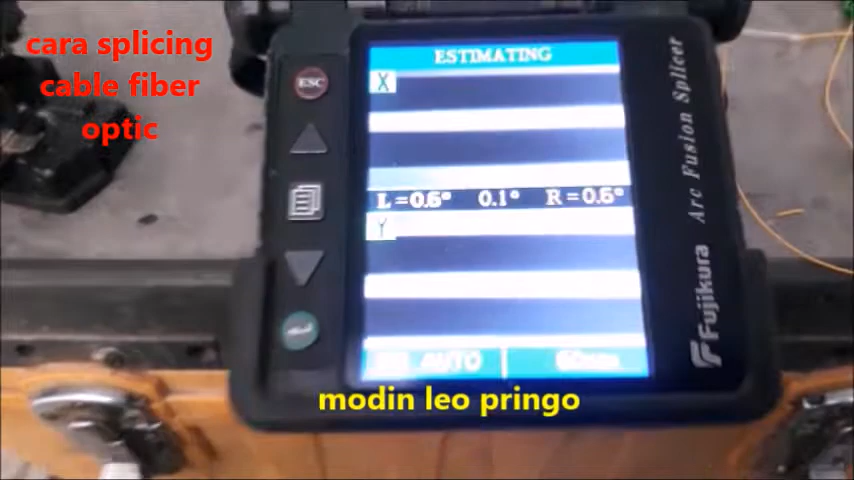 cara splicing
cable fiber
optic
ESTIMATING
ESC
X
L=0.6° 0.1° R=0.6°
Y
AUTO 60mm
Arc Fusion Splicer
Fujikura
modin leo pringo